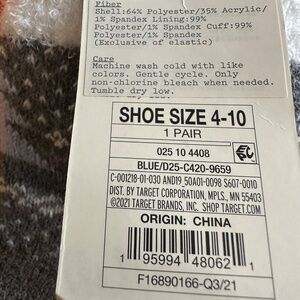 Fiber
Shell:64% Polyester/35% Acrylic/
1% Spandex Lining:99%
Polyester/1% Spandex Cuff:99%
Polyester/1% Spandex
(Exclusive of elastic)
Care
Machine wash cold with like
colors. Gentle cycle. Only
non-chlorine bleach when needed.
Tumble dry low.
SHOE SIZE 4-10
1 PAIR
025 10 4408
BLUE/D25-C420-9659
C-001218-01-030 AND19_50A01-0098 S607-0010
DIST. BY TARGET CORPORATION, MPLS., MN 55403
©2021 TARGET BRANDS, INC. SHOP TARGET.COM
ORIGIN: CHINA
1 95994 48062 1
F16890166-Q3/21